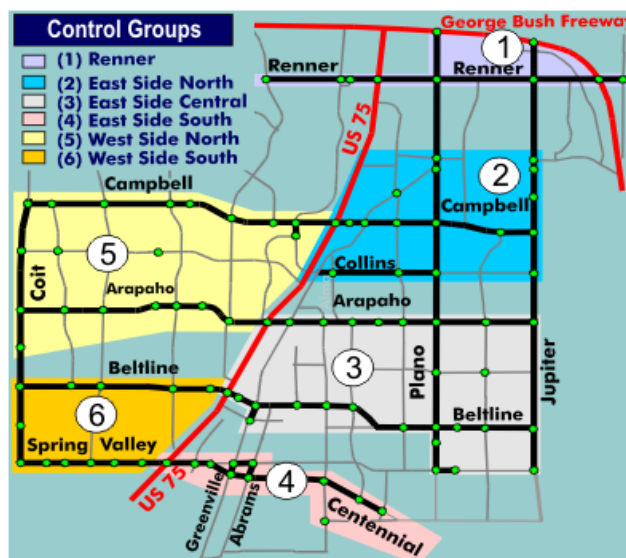 Control Groups
(1) Renner
(2) East Side North
(3) East Side Central
(4) East Side South
(5) West Side North
(6) West Side South
George Bush Freeway
1
Renner
Renner
US 75
2
Campbell
Campbell
5
Coit
Collins
Arapaho
Arapaho
Beltline
3
Plano
Jupiter
Beltline
6
Spring Valley
US 75
Greenville
Abrams
4
Centennial